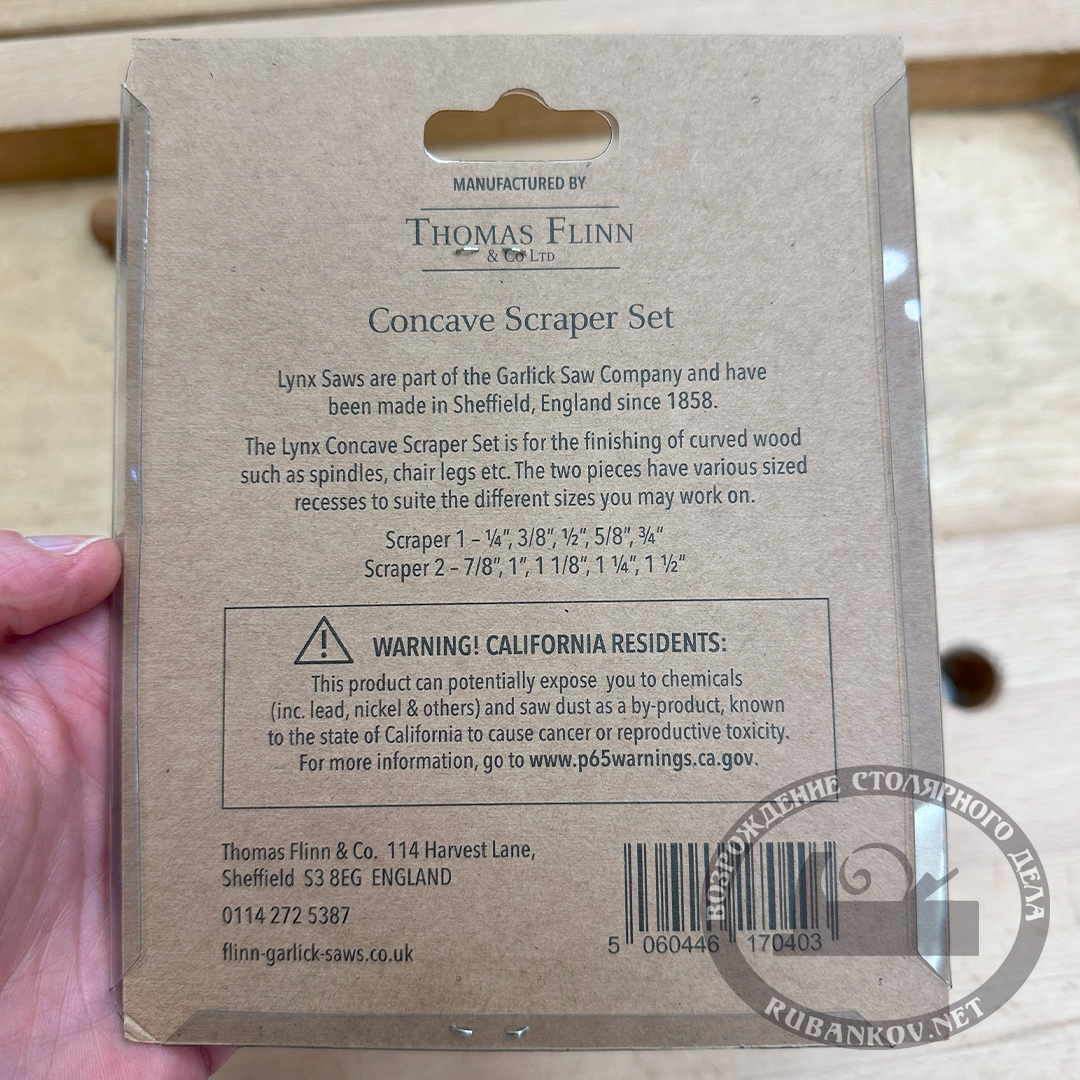 MANUFACTURED BY
THOMAS FLINN
& CO LTD
Concave Scraper Set
Lynx Saws are part of the Garlick Saw Company and have
been made in Sheffield, England since 1858.
The Lynx Concave Scraper Set is for the finishing of curved wood
such as spindles, chair legs etc. The two pieces have various sized
recesses to suite the different sizes you may work on.
Scraper 1 – ¼”, 3/8”, ½”, 5/8”, ¾”
Scraper 2 – 7/8”, 1”, 1 1/8”, 1 ¼”, 1 ½”
WARNING! CALIFORNIA RESIDENTS:
This product can potentially expose you to chemicals
(inc. lead, nickel & others) and saw dust as a by-product, known
to the state of California to cause cancer or reproductive toxicity.
For more information, go to www.p65warnings.ca.gov.
Thomas Flinn & Co. 114 Harvest Lane,
Sheffield S3 8EG ENGLAND
0114 272 5387
flinn-garlick-saws.co.uk
5 060446 170403
ВОЗРОЖДЕНИЕ СТОЛЯРНОГО ДЕЛА
RUBANKOV.NET